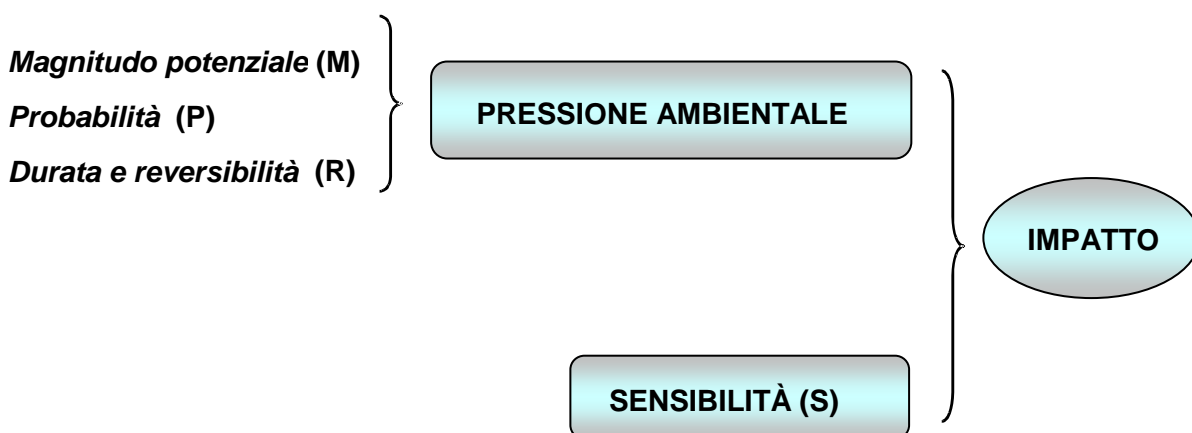 Magnitudo potenziale (M)
Probabilità (P)
Durata e reversibilità (R)
PRESSIONE AMBIENTALE
IMPATTO
SENSIBILITÀ (S)